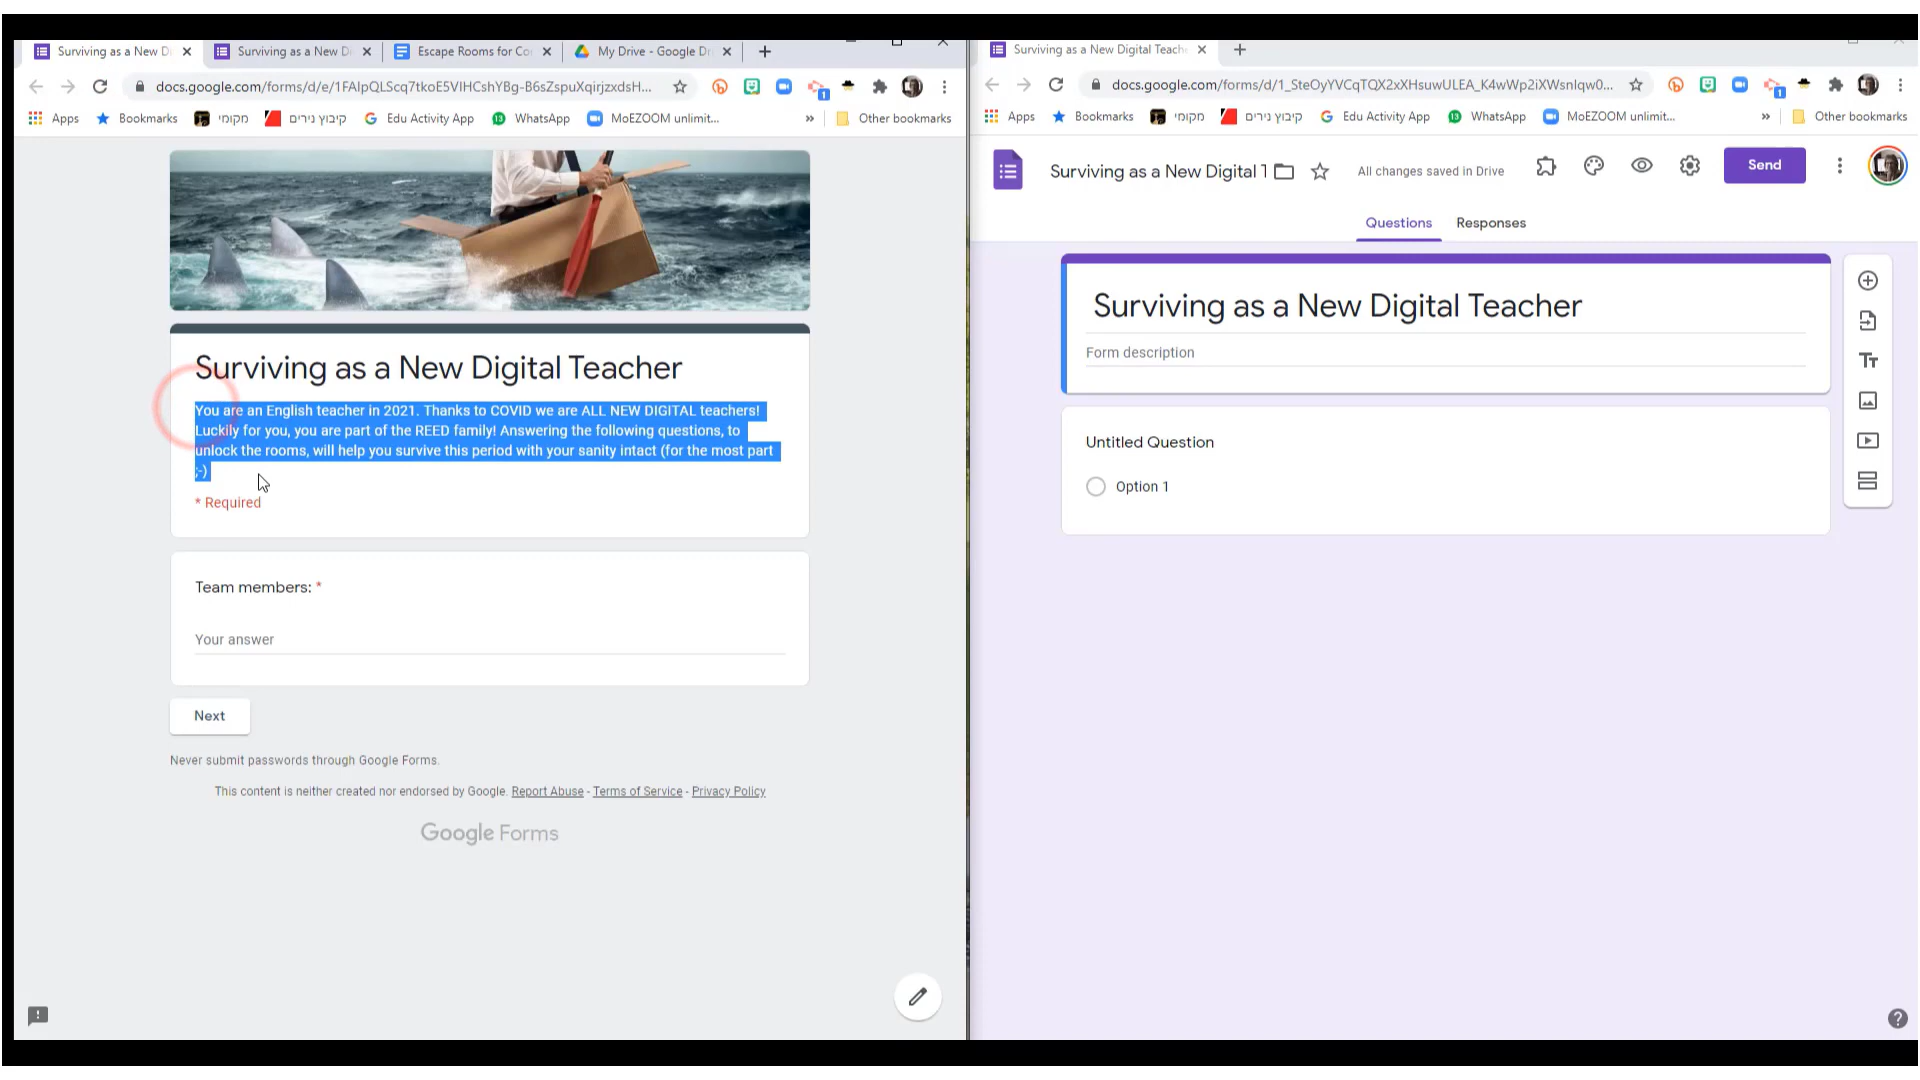 Surviving as a New D
Surviving as a New D
Escape Rooms for Co
My Drive - Google Dr
docs.google.com/forms/d/e/1FAIpQLScq7tkoE5VIHCshYBg-B6sZspuXqirjzxdsH...
Apps
Bookmarks
מקומי
קיבוץ נירים
Edu Activity App
WhatsApp
MoEZOOM unlimit...
»
Other bookmarks
Surviving as a New Digital Teacher
You are an English teacher in 2021. Thanks to COVID we are ALL NEW DIGITAL teachers!
Luckily for you, you are part of the REED family! Answering the following questions, to
unlock the rooms, will help you survive this period with your sanity intact (for the most part
;-)
* Required
Team members: *
Your answer
Next
Never submit passwords through Google Forms.
This content is neither created nor endorsed by Google. Report Abuse - Terms of Service - Privacy Policy
Google Forms
Surviving as a New Digital Teach
docs.google.com/forms/d/1_SteOyYVCqTQX2xXHsuwULEA_K4wWp2iXWsnIqw0...
Apps
Bookmarks
מקומי
קיבוץ נירים
Edu Activity App
WhatsApp
MoEZOOM unlimit...
»
Other bookmarks
Surviving as a New Digital T
All changes saved in Drive
Send
Questions
Responses
Surviving as a New Digital Teacher
Form description
Untitled Question
Option 1